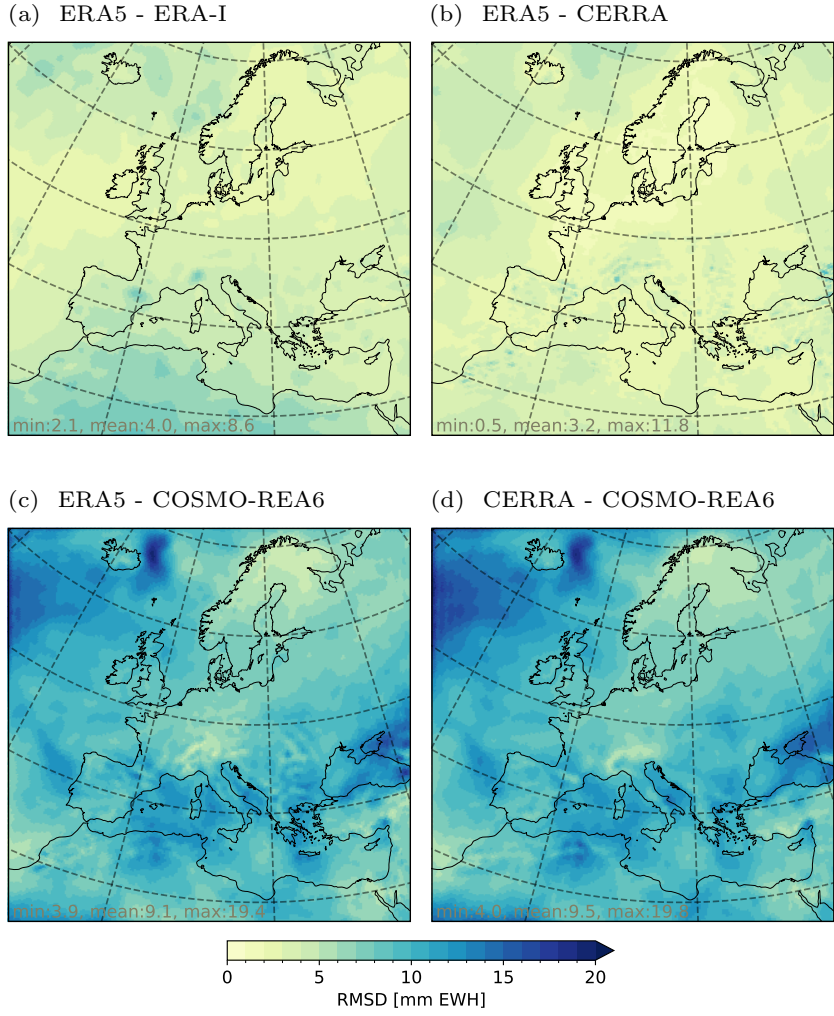 (a) ERA5 - ERA-I
(b) ERA5 - CERRA
min:2.1, mean:4.0, max:8.6
min:0.5, mean:3.2, max:11.8
(c) ERA5 - COSMO-REA6
(d) CERRA - COSMO-REA6
min:3.9, mean:9.1, max:19.4
min:4.0, mean:9.5, max:19.8
0 5 10 15 20
RMSD [mm EWH]